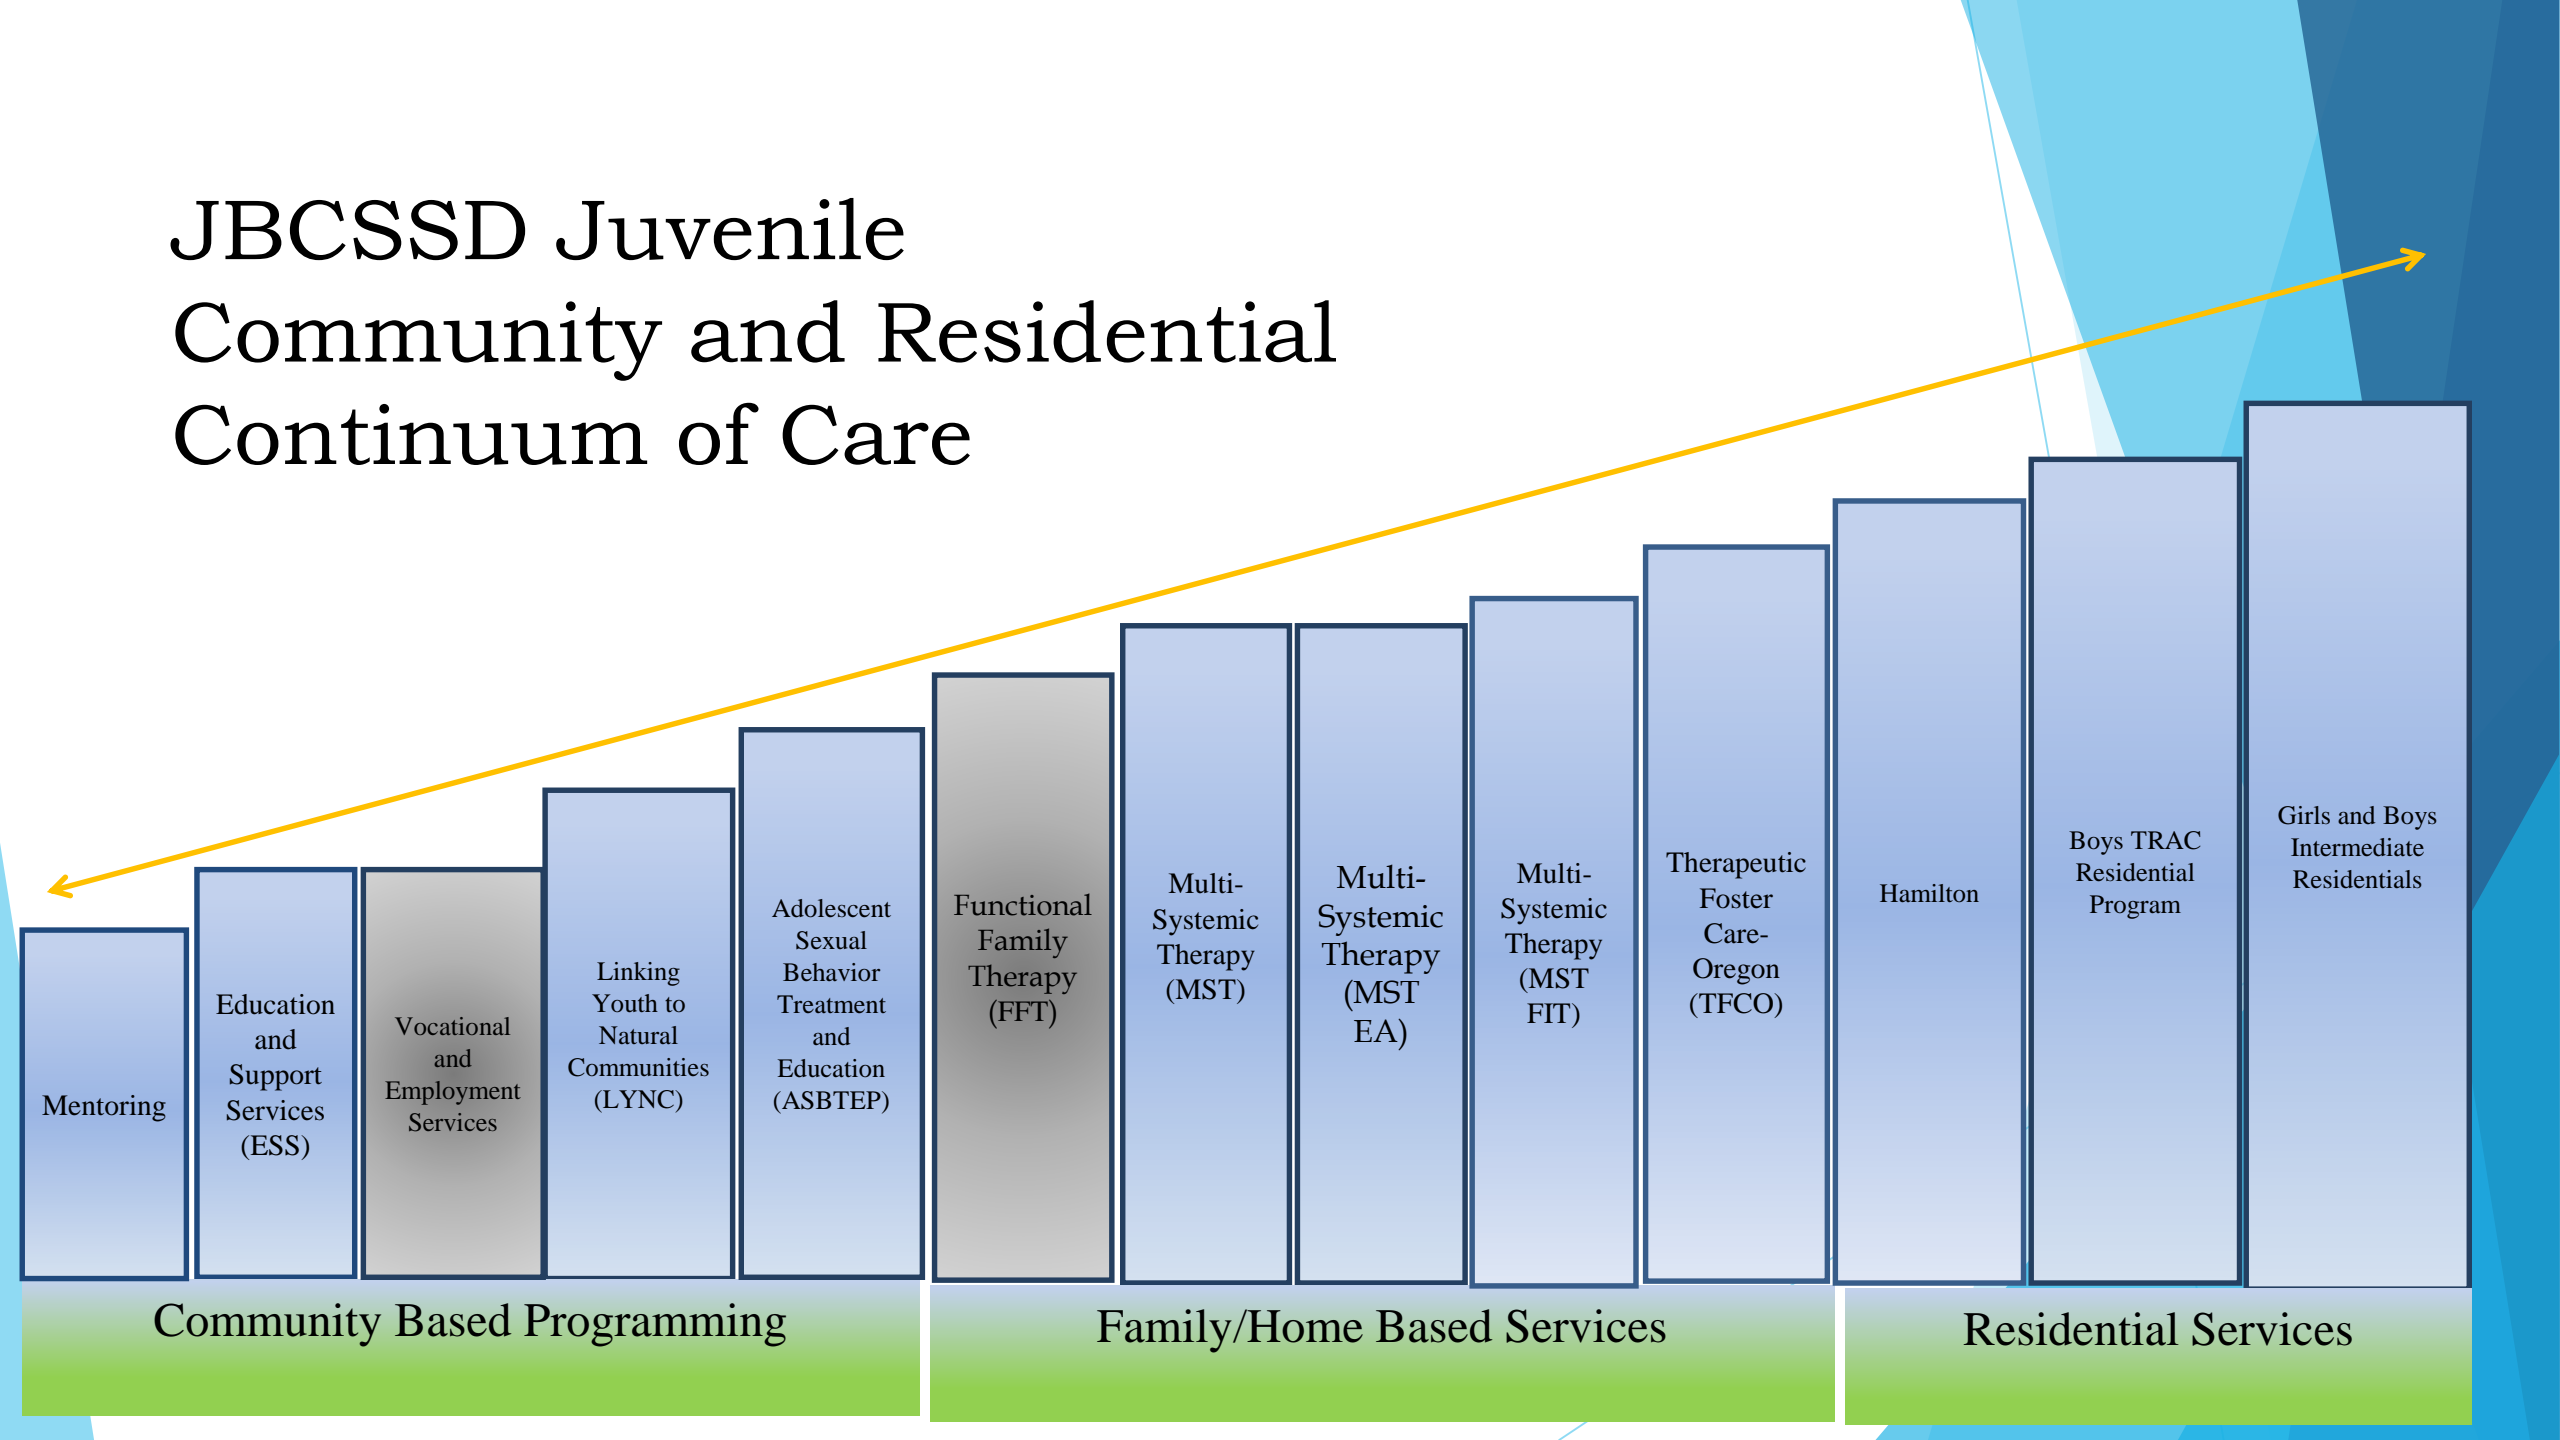 JBCSSD Juvenile
Community and Residential
Continuum of Care
Mentoring
Education
and
Support
Services
(ESS)
Vocational
and
Employment
Services
Linking
Youth to
Natural
Communities
(LYNC)
Adolescent
Sexual
Behavior
Treatment
and
Education
(ASBTEP)
Functional
Family
Therapy
(FFT)
Multi-
Systemic
Therapy
(MST)
Multi-
Systemic
Therapy
(MST
EA)
Multi-
Systemic
Therapy
(MST
FIT)
Therapeutic
Foster
Care-
Oregon
(TFCO)
Hamilton
Boys TRAC
Residential
Program
Girls and Boys
Intermediate
Residentials
Community Based Programming
Family/Home Based Services
Residential Services